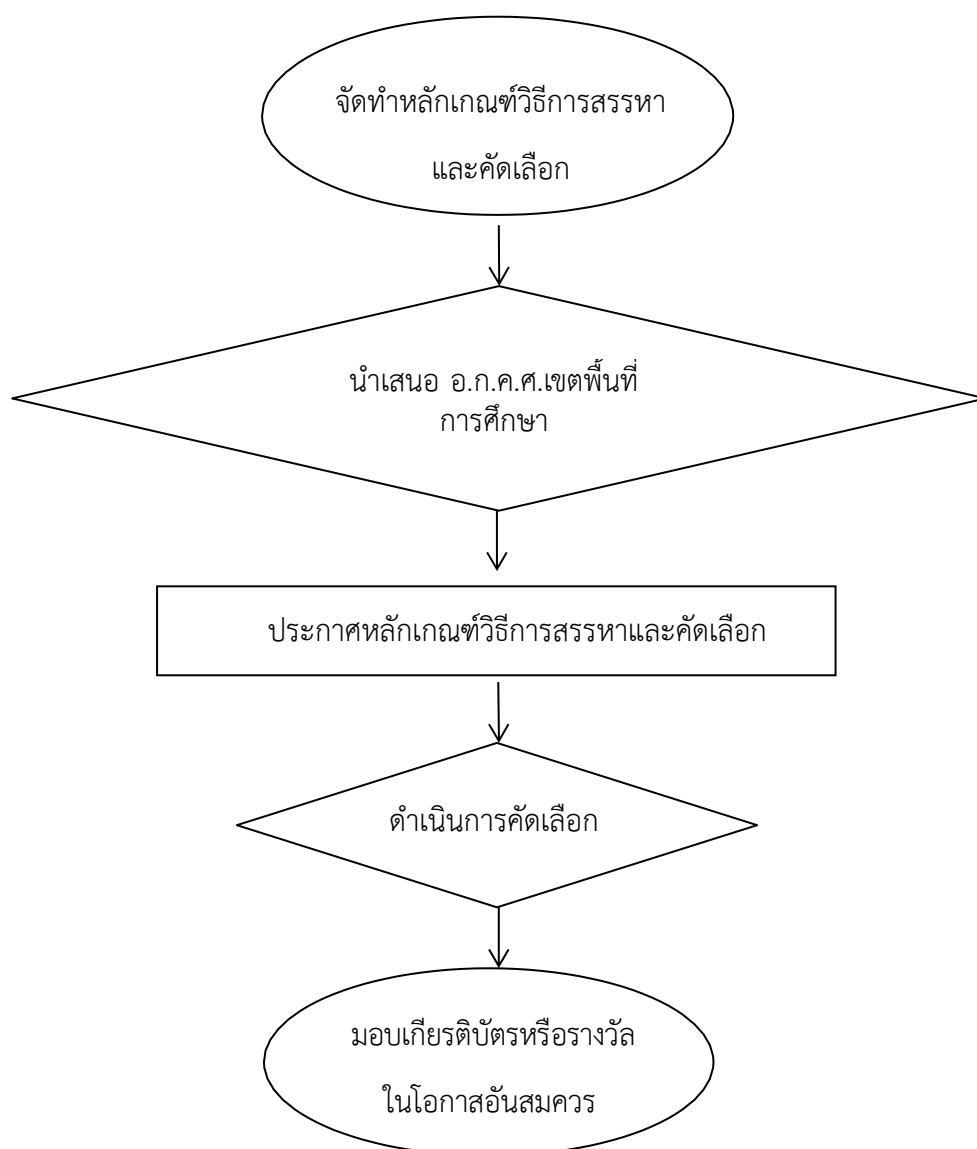 จัดทำหลักเกณฑ์วิธีการสรรหา
และคัดเลือก
นำเสนอ อ.ก.ค.ศ.เขตพื้นที่
การศึกษา
ประกาศหลักเกณฑ์วิธีการสรรหาและคัดเลือก
ดำเนินการคัดเลือก
มอบเกียรติบัตรหรือรางวัล
ในโอกาสอันสมควร